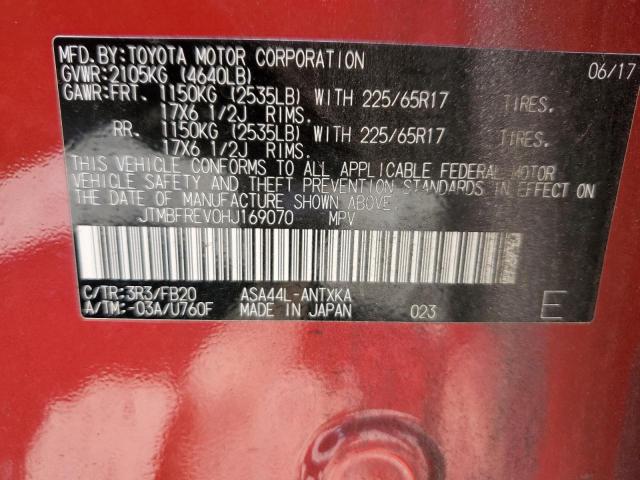 MFD.BY:TOYOTA MOTOR CORPORATION 06/17
GVWR:2105KG (4640LB)
GAWR:FRT. 1150KG (2535LB) WITH 225/65R17 TIRES.
17X6 1/2J RIMS.
RR. 1150KG (2535LB) WITH 225/65R17 TIRES.
17X6 1/2J RIMS.
THIS VEHICLE CONFORMS TO ALL APPLICABLE FEDERAL MOTOR
VEHICLE SAFETY AND THEFT PREVENTION STANDARDS IN EFFECT ON
THE DATE OF MANUFACTURE SHOWN ABOVE.
JTMBFREV0HJ169070 MPV
C/TR:3R3/FB20 ASA44L-ANTXKA
A/TM:-03A/U760F MADE IN JAPAN 023 E